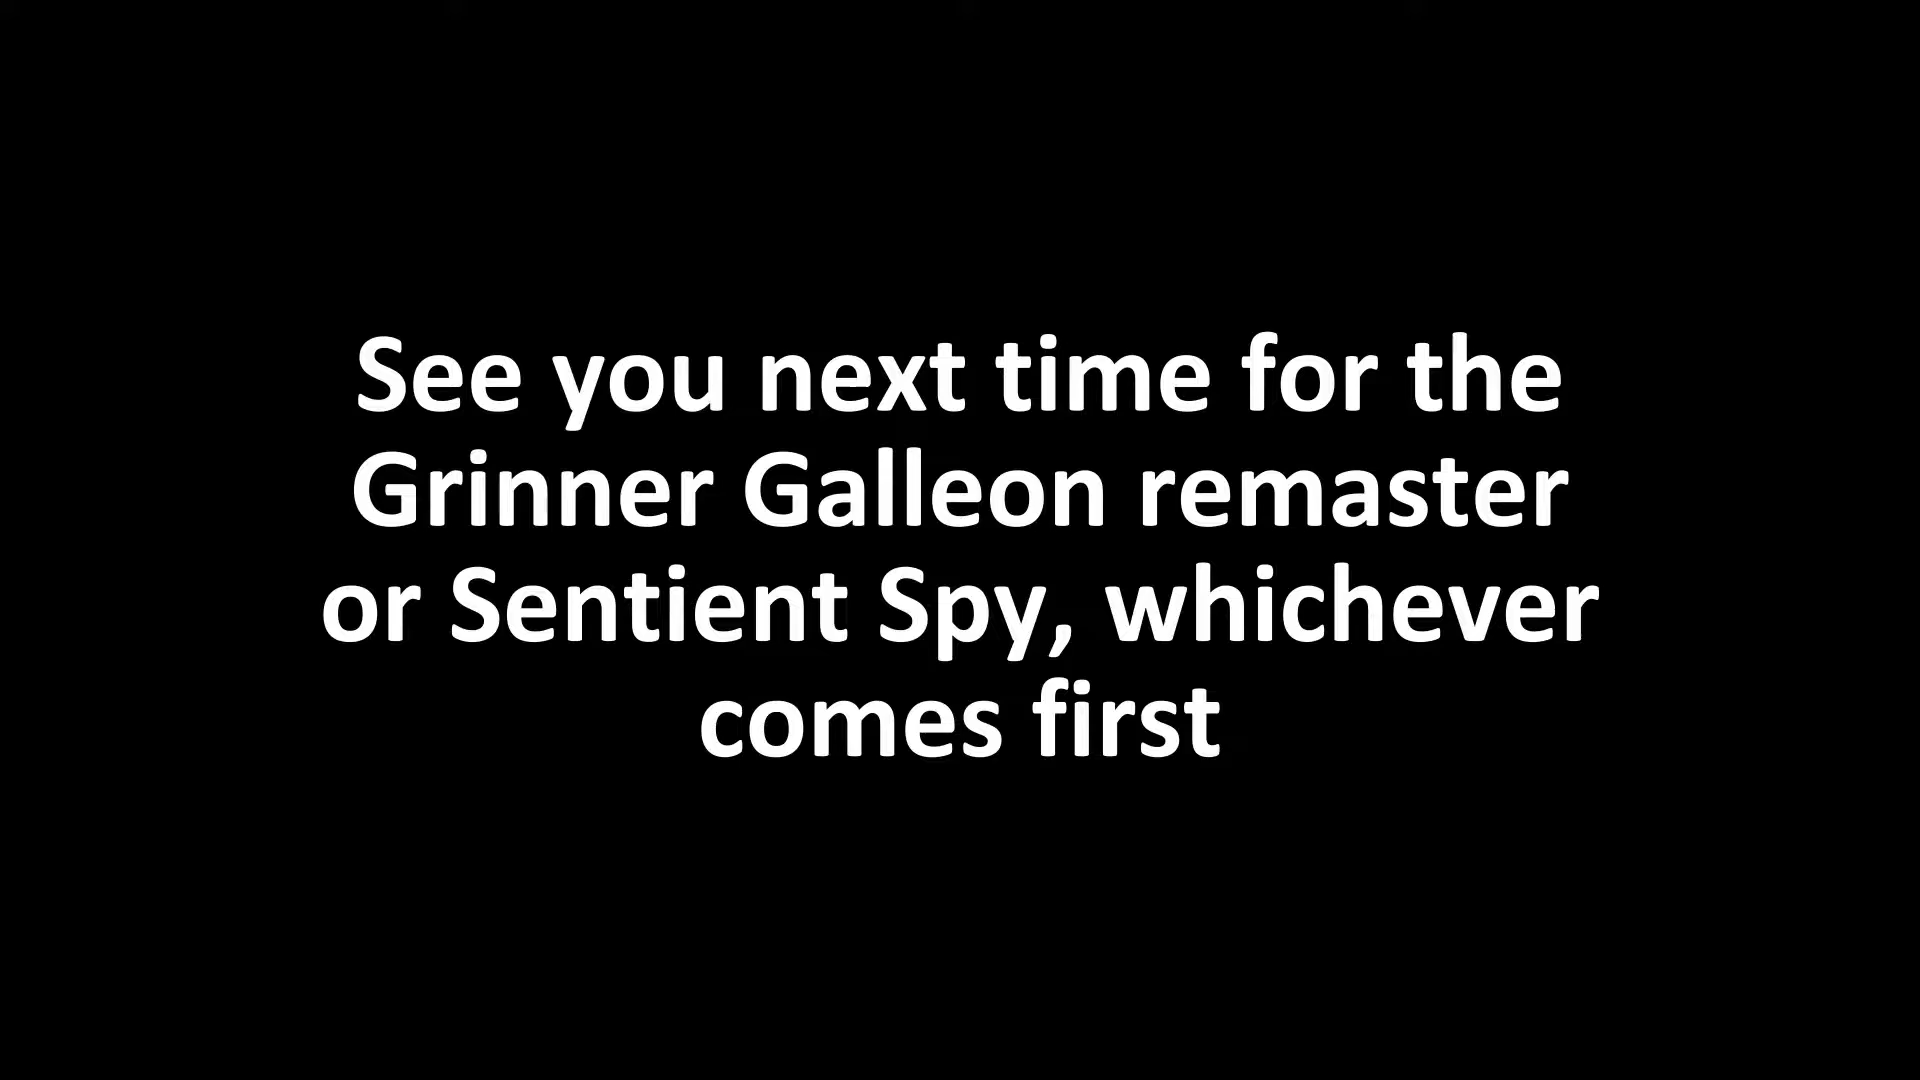 See you next time for the
Grinner Galleon remaster
or Sentient Spy, whichever
comes first